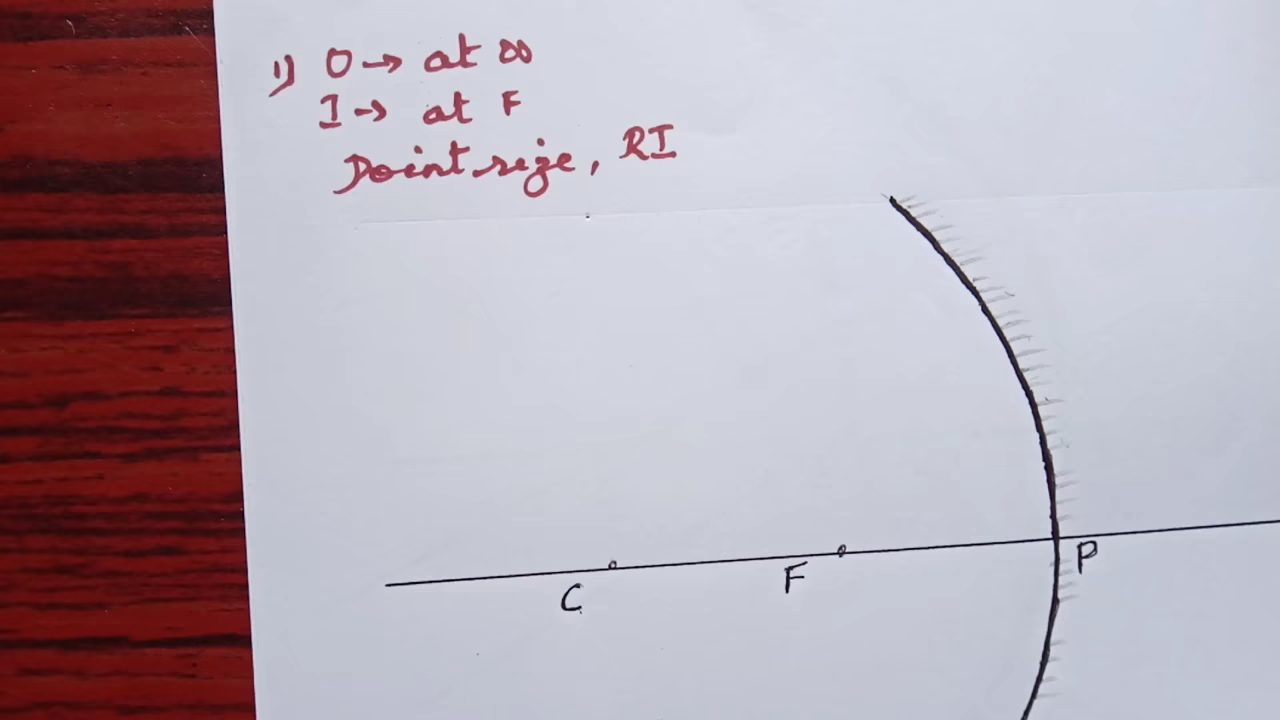 1) O → at ∞
I → at F
Point size, RI
P
F
C